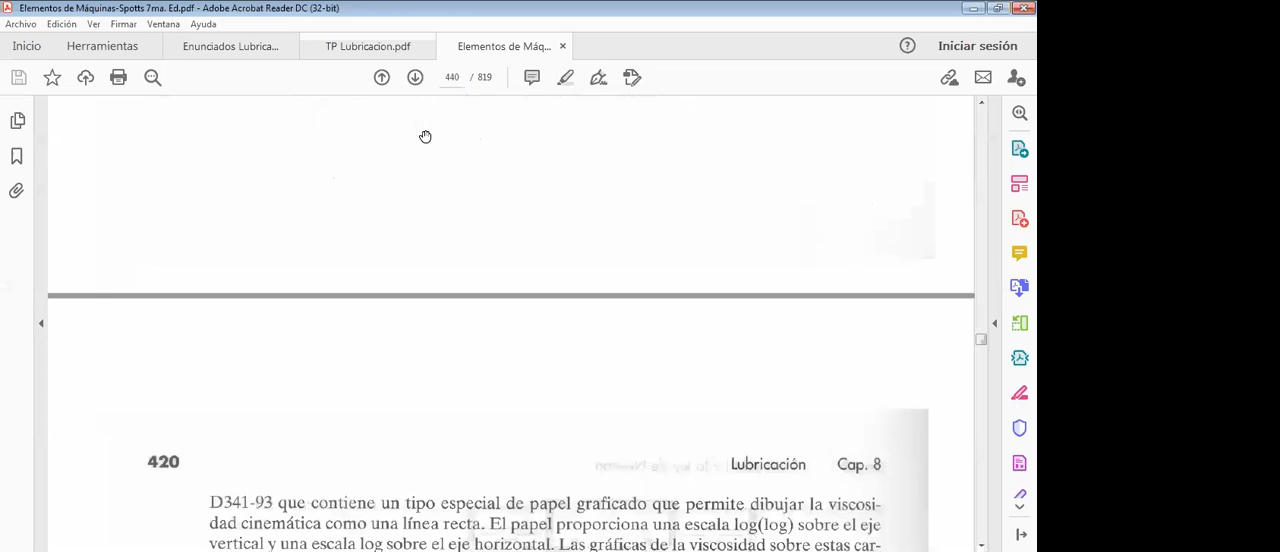 Elementos de Máquinas-Spotts 7ma. Ed.pdf - Adobe Acrobat Reader DC (32-bit)
Archivo Edición Ver Firmar Ventana Ayuda
Inicio Herramientas Enunciados Lubrica... TP Lubricacion.pdf Elementos de Máq... × ? Iniciar sesión
440 / 819
420 Lubricación Cap. 8
D341-93 que contiene un tipo especial de papel graficado que permite dibujar la viscosi-
dad cinemática como una línea recta. El papel proporciona una escala log(log) sobre el eje
vertical y una escala log sobre el eje horizontal. Las gráficas de la viscosidad sobre estas car-